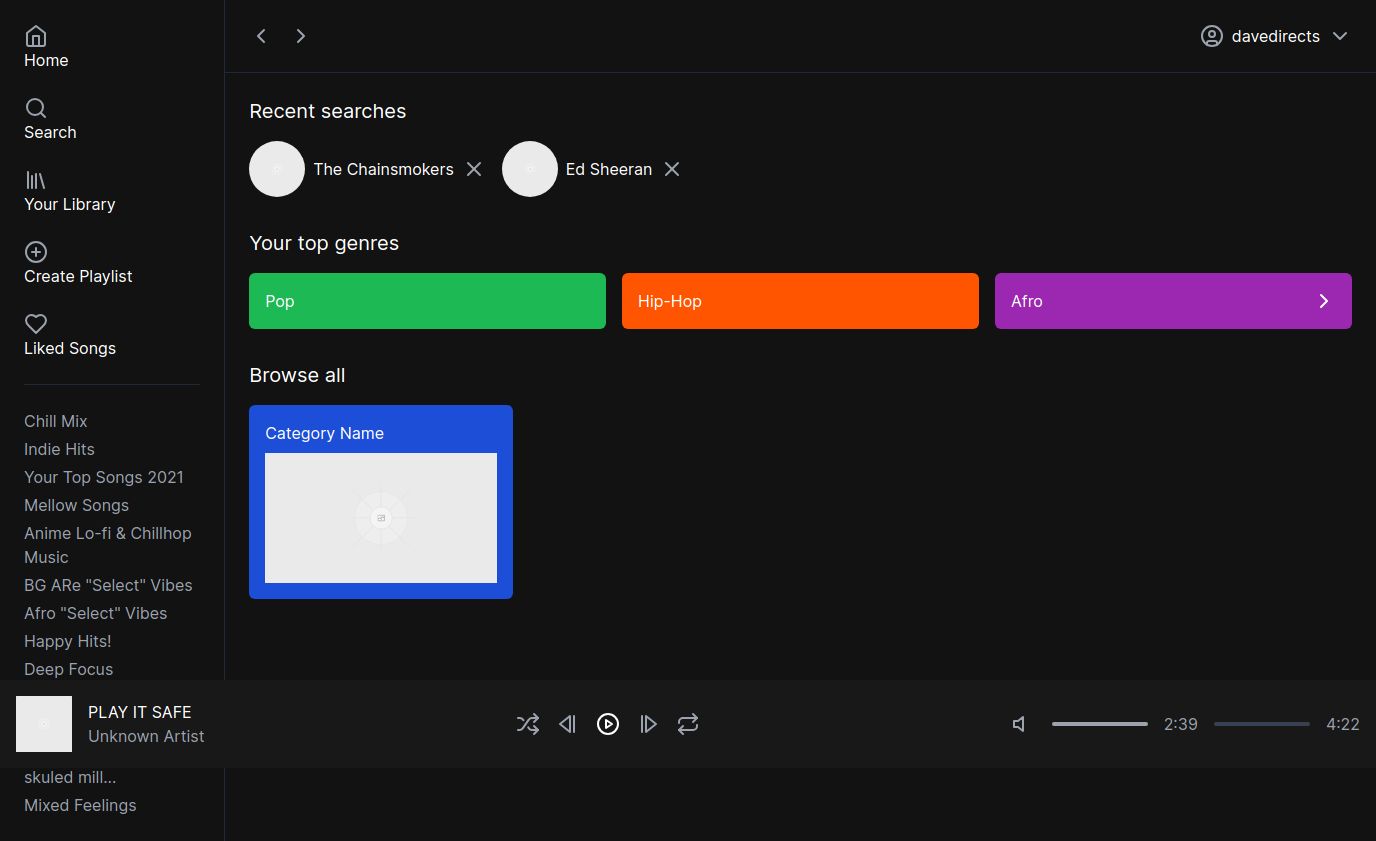 Home
Search
Your Library
Create Playlist
Liked Songs
Chill Mix
Indie Hits
Your Top Songs 2021
Mellow Songs
Anime Lo-fi & Chillhop
Music
BG ARe "Select" Vibes
Afro "Select" Vibes
Happy Hits!
Deep Focus
skuled mill...
Mixed Feelings
davedirects
Recent searches
The Chainsmokers
Ed Sheeran
Your top genres
Pop
Hip-Hop
Afro
Browse all
Category Name
PLAY IT SAFE
Unknown Artist
2:39
4:22